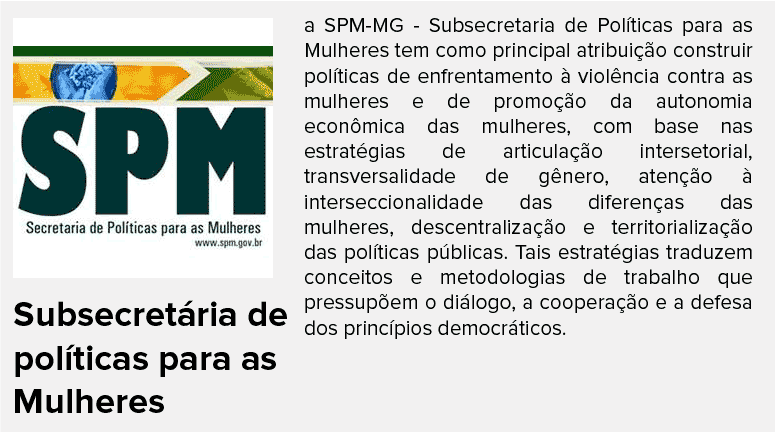 SPM
Secretaria de Políticas para as Mulheres
www.spm.gov.br
Subsecretária de
políticas para as
Mulheres
a SPM-MG - Subsecretaria de Políticas para as
Mulheres tem como principal atribuição construir
políticas de enfrentamento à violência contra as
mulheres e de promoção da autonomia
econômica das mulheres, com base nas
estratégias de articulação intersetorial,
transversalidade de gênero, atenção à
interseccionalidade das diferenças das
mulheres, descentralização e territorialização
das políticas públicas. Tais estratégias traduzem
conceitos e metodologias de trabalho que
pressupõem o diálogo, a cooperação e a defesa
dos princípios democráticos.